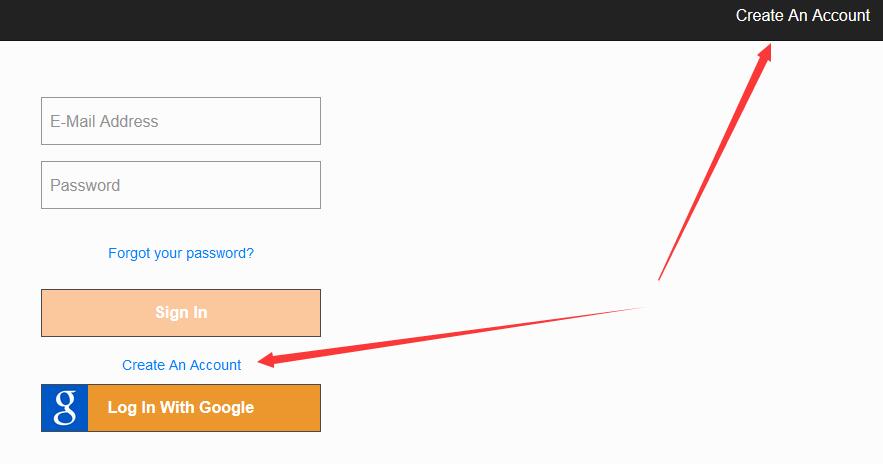 Create An Account
E-Mail Address
Password
Forgot your password?
Sign In
Create An Account
g Log In With Google